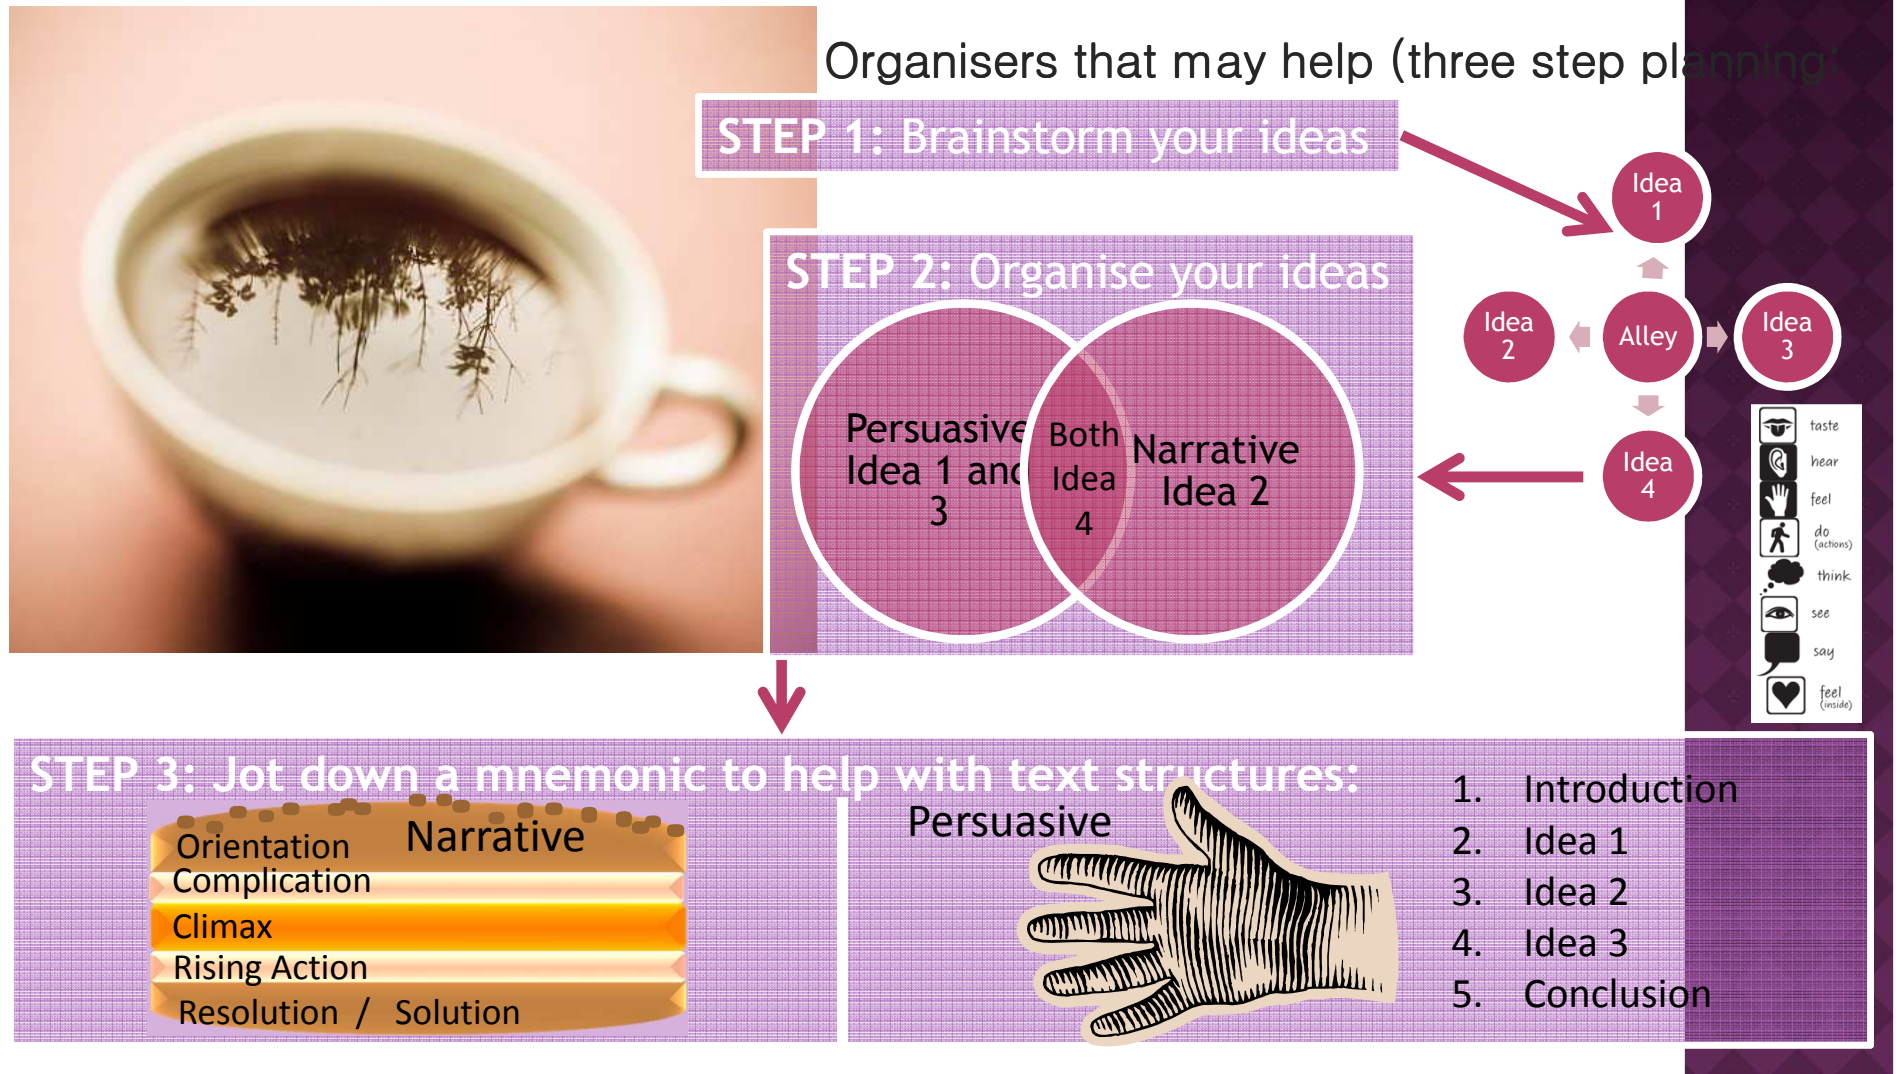 Organisers that may help (three step planning:
STEP 1: Brainstorm your ideas
Idea
1
Idea
2
Alley
Idea
3
Idea
4
STEP 2: Organise your ideas
Persuasive
Idea 1 and
3
Both
Idea
4
Narrative
Idea 2
taste
hear
feel
do
(actions)
think
see
say
feel
(inside)
STEP 3: Jot down a mnemonic to help with text structures:
Narrative
Orientation
Complication
Climax
Rising Action
Resolution / Solution
Persuasive
1. Introduction
2. Idea 1
3. Idea 2
4. Idea 3
5. Conclusion